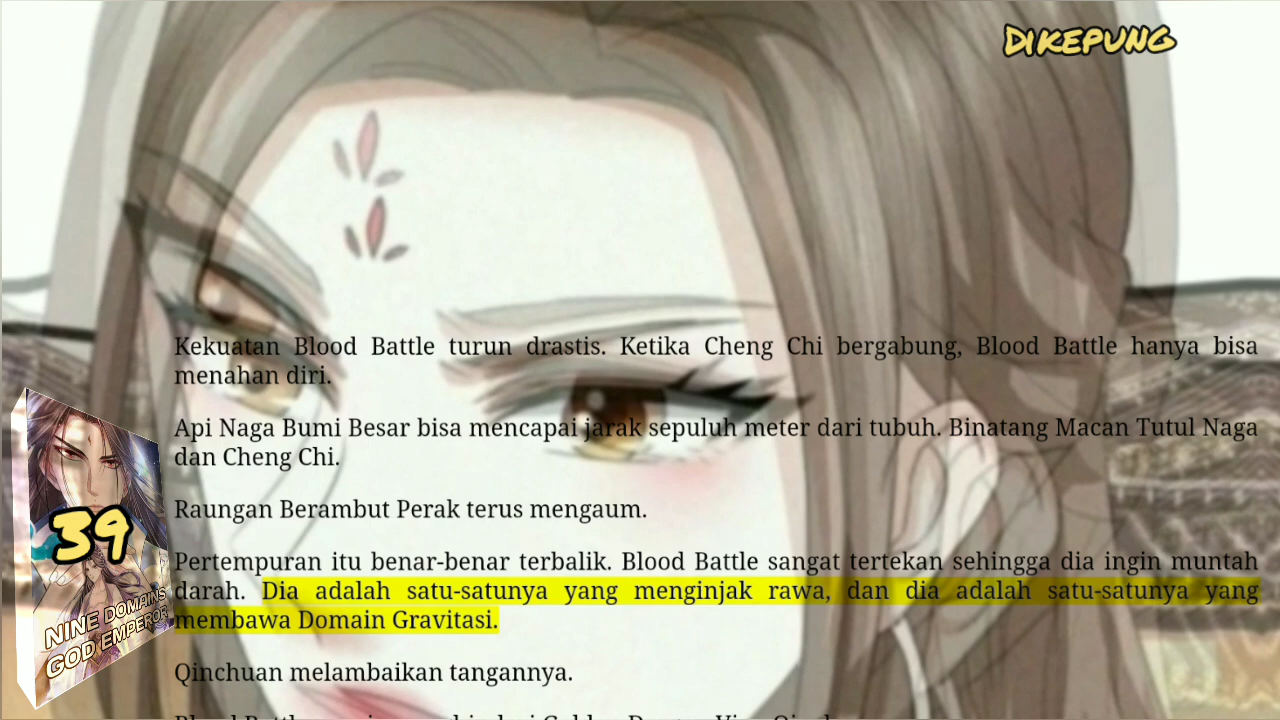 DIKEPUNG
Kekuatan Blood Battle turun drastis. Ketika Cheng Chi bergabung, Blood Battle hanya bisa
menahan diri.
Api Naga Bumi Besar bisa mencapai jarak sepuluh meter dari tubuh. Binatang Macan Tutul Naga
dan Cheng Chi.
Raungan Berambut Perak terus mengaum.
Pertempuran itu benar-benar terbalik. Blood Battle sangat tertekan sehingga dia ingin muntah
darah. Dia adalah satu-satunya yang menginjak rawa, dan dia adalah satu-satunya yang
membawa Domain Gravitasi.
Qinchuan melambaikan tangannya.
39
NINE DOMAINS
GOD EMPEROR